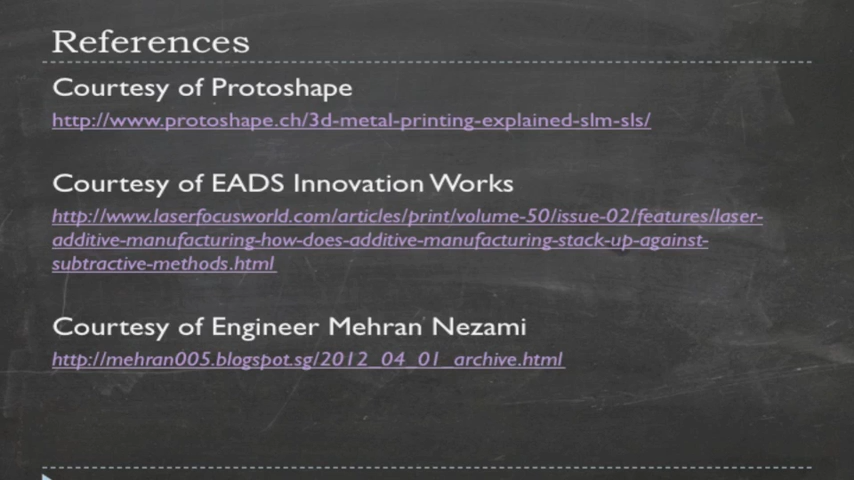 References
Courtesy of Protoshape
http://www.protoshape.ch/3d-metal-printing-explained-slm-sls/
Courtesy of EADS Innovation Works
http://www.laserfocusworld.com/articles/print/volume-50/issue-02/features/laser-
additive-manufacturing-how-does-additive-manufacturing-stack-up-against-
subtractive-methods.html
Courtesy of Engineer Mehran Nezami
http://mehran005.blogspot.sg/2012_04_01_archive.html